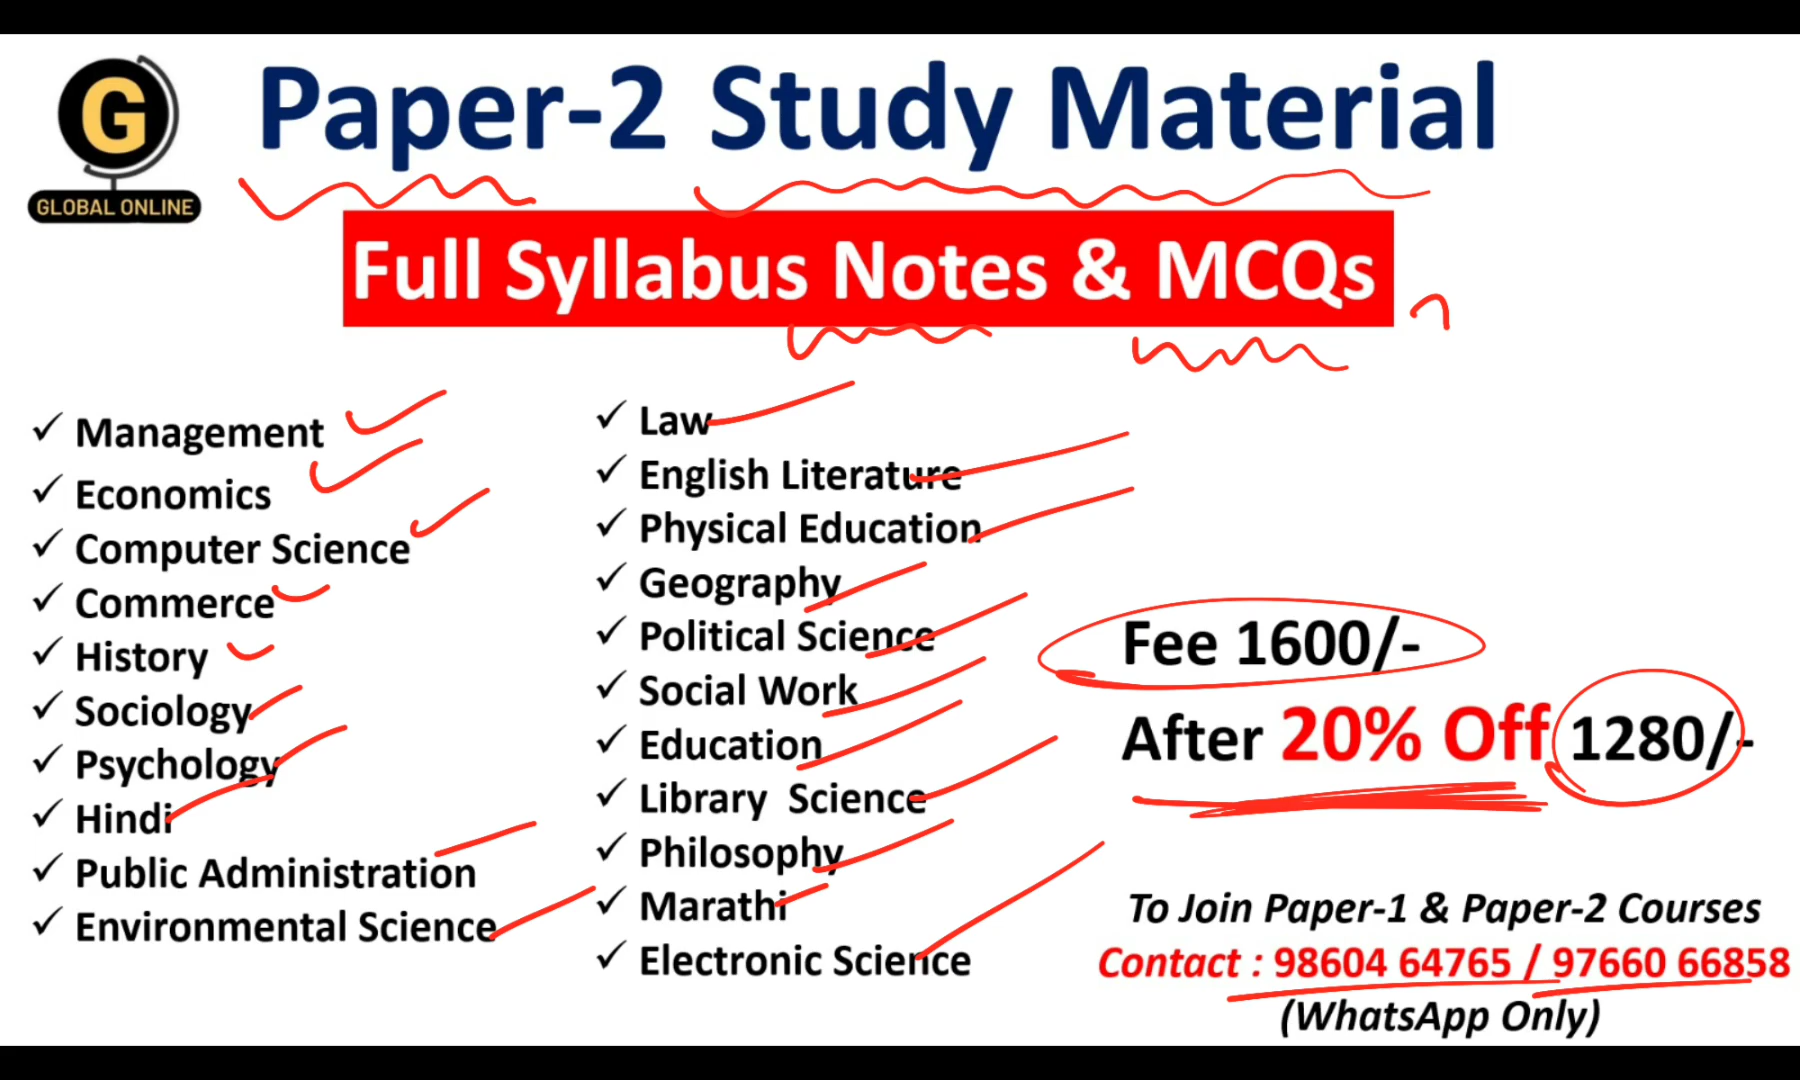 G
GLOBAL ONLINE
Paper-2 Study Material
Full Syllabus Notes & MCQs
✓ Management
✓ Economics
✓ Computer Science
✓ Commerce
✓ History
✓ Sociology
✓ Psychology
✓ Hindi
✓ Public Administration
✓ Environmental Science
✓ Law
✓ English Literature
✓ Physical Education
✓ Geography
✓ Political Science
✓ Social Work
✓ Education
✓ Library Science
✓ Philosophy
✓ Marathi
✓ Electronic Science
Fee 1600/-
After 20% Off 1280/-
To Join Paper-1 & Paper-2 Courses
Contact : 98604 64765 / 97660 66858
(WhatsApp Only)